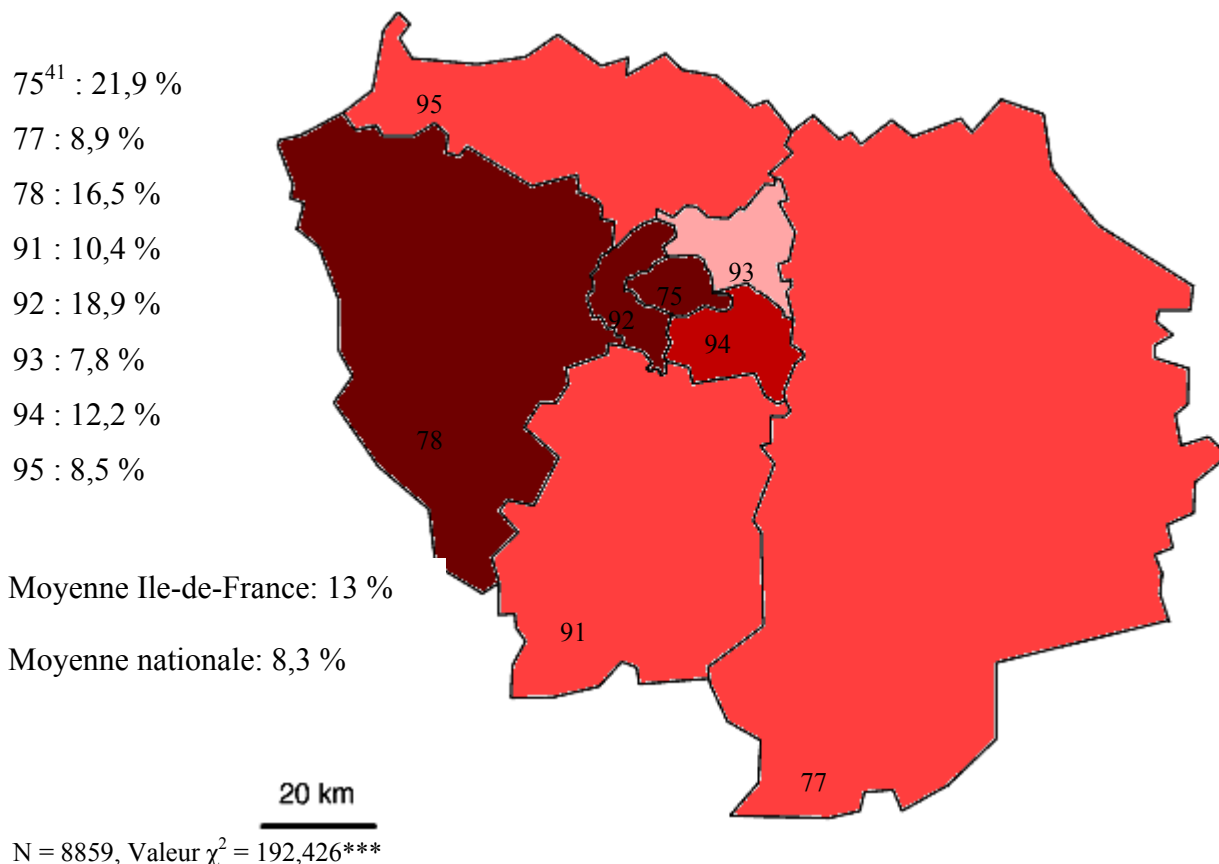 75⁴¹ : 21,9 %
77 : 8,9 %
78 : 16,5 %
91 : 10,4 %
92 : 18,9 %
93 : 7,8 %
94 : 12,2 %
95 : 8,5 %
Moyenne Ile-de-France: 13 %
Moyenne nationale: 8,3 %
95
93
75
92
94
78
91
77
20 km
N = 8859, Valeur χ² = 192,426***